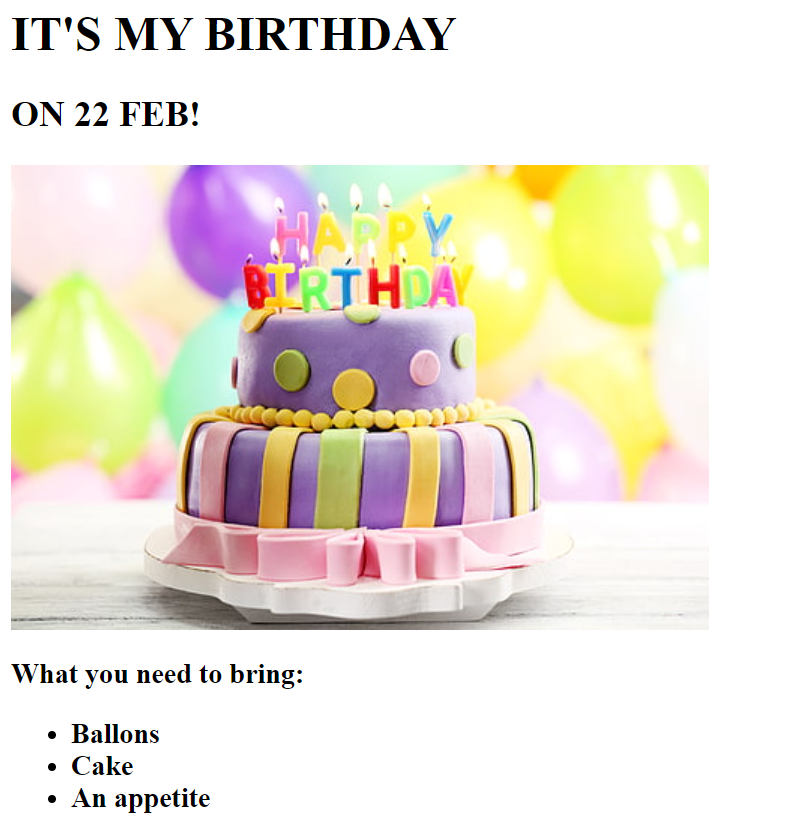 IT'S MY BIRTHDAY
ON 22 FEB!
HAPPY
BIRTHDAY
What you need to bring:
Ballons
Cake
An appetite